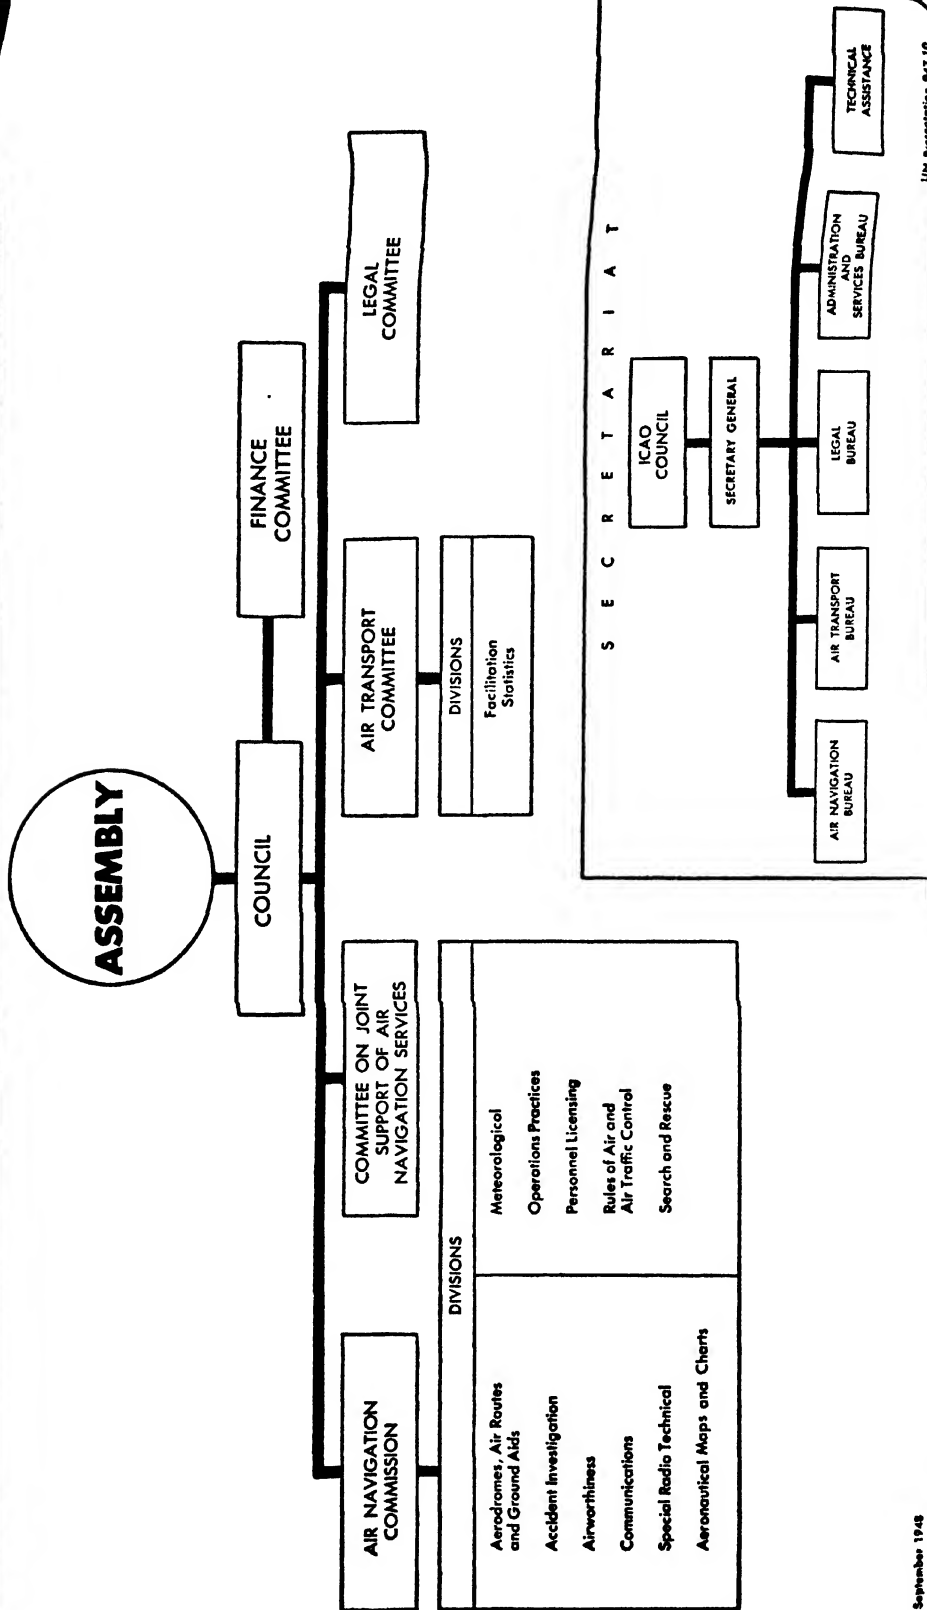 ASSEMBLY
COUNCIL
FINANCE
COMMITTEE
AIR NAVIGATION
COMMISSION
COMMITTEE ON JOINT
SUPPORT OF AIR
NAVIGATION SERVICES
AIR TRANSPORT
COMMITTEE
LEGAL
COMMITTEE
DIVISIONS
Aerodromes, Air Routes
and Ground Aids
Accident Investigation
Airworthiness
Communications
Special Radio Technical
Aeronautical Maps and Charts
Meteorological
Operations Practices
Personnel Licensing
Rules of Air and
Air Traffic Control
Search and Rescue
DIVISIONS
Facilitation
Statistics
SECRETARIAT
ICAO
COUNCIL
SECRETARY GENERAL
AIR NAVIGATION
BUREAU
AIR TRANSPORT
BUREAU
LEGAL
BUREAU
ADMINISTRATION
AND
SERVICES BUREAU
TECHNICAL
ASSISTANCE
September 1948